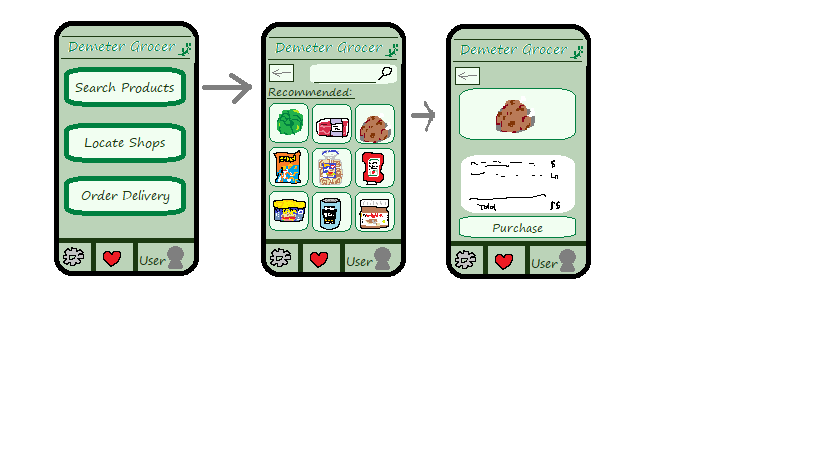 Demeter Grocer
Search Products
Locate Shops
Order Delivery
User
Demeter Grocer
Recommended:
User
Demeter Grocer
$
Total $$
Purchase
User